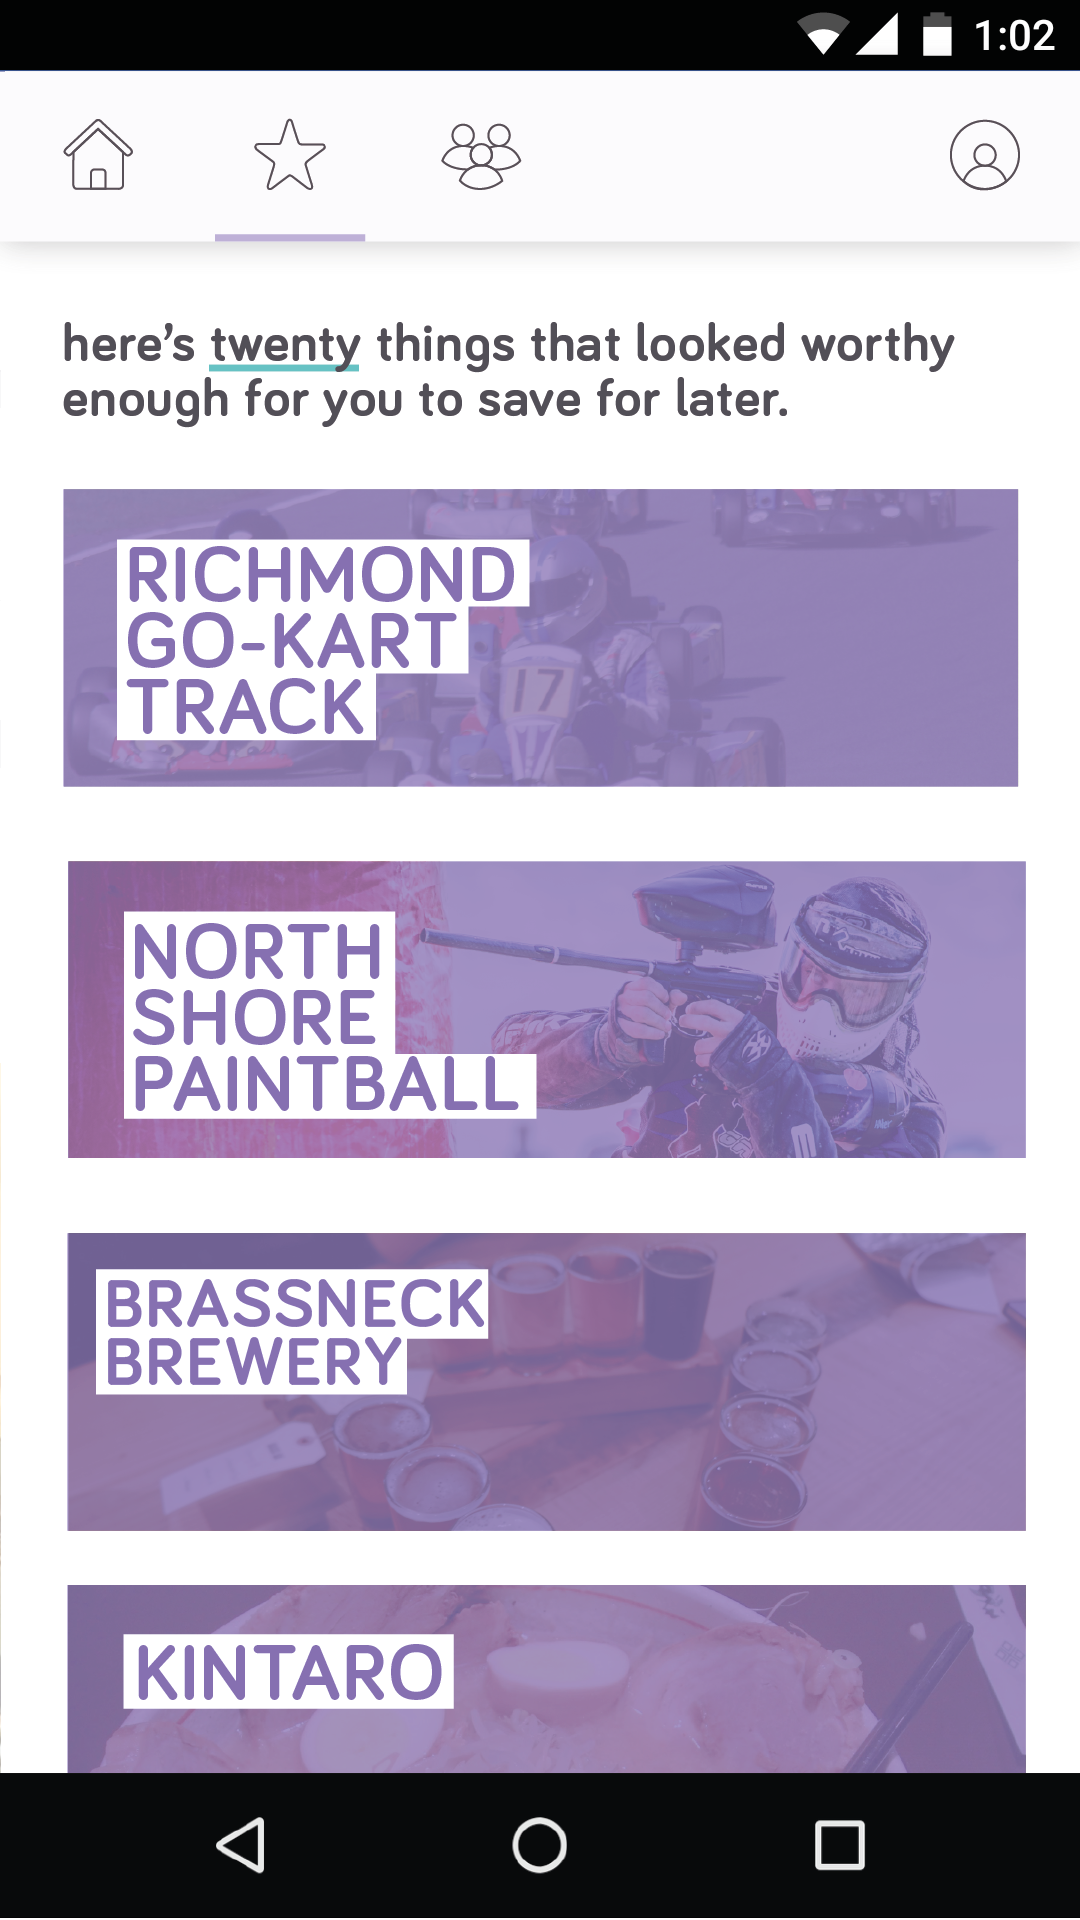 1:02
here’s twenty things that looked worthy
enough for you to save for later.
RICHMOND
GO-KART
TRACK
17
NORTH
SHORE
PAINTBALL
BRASSNECK
BREWERY
KINTARO